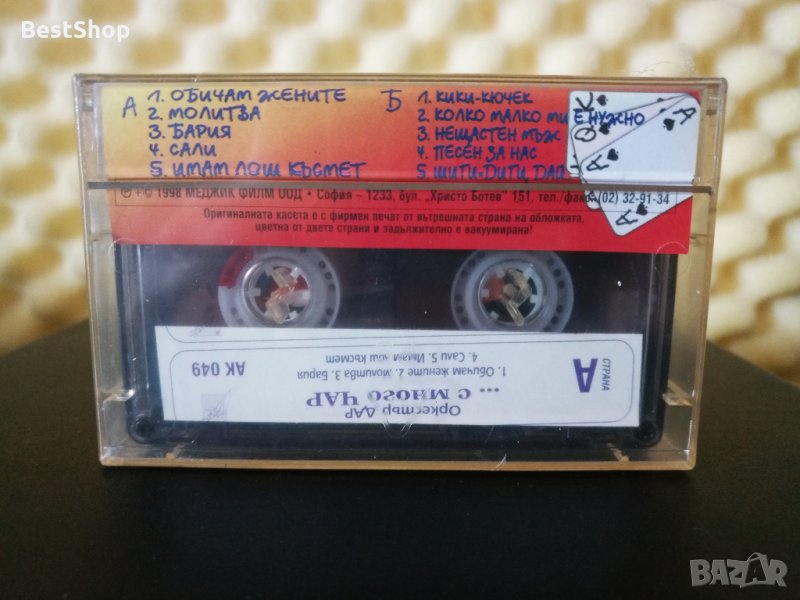 BestShop
А 1. ОБИЧАМ ЖЕНИТЕ
2. МОЛИТВА
3. БАРИЯ
4. САЛИ
5. ИМАМ ЛОШ КЪСМЕТ
Б 1. КИКИ-КЮЧЕК
2. КОЛКО МАЛКО МИ Е НУЖНО
3. НЕЩАСТЕН МЪЖ
4. ПЕСЕН ЗА НАС
5. ШИТИ-ДИТИ ДАП
A
K
Q
A
A
℗+© 1998 МЕДЖИК ФИЛМ ООД • София - 1233, бул. „Христо Ботев" 151, тел./факс (02) 32-91-34
Оригиналната касета е с фирмен печат от вътрешната страна на обложката,
цветна от двете страни и задължително е вакуумирана!
Оркестър ДАР
... с много ЧАР
1. Обичам жените 2. Молитва 3. Бария
4. Сали 5. Имам лош късмет
СТРАНА
А
АК 049
BAZAR